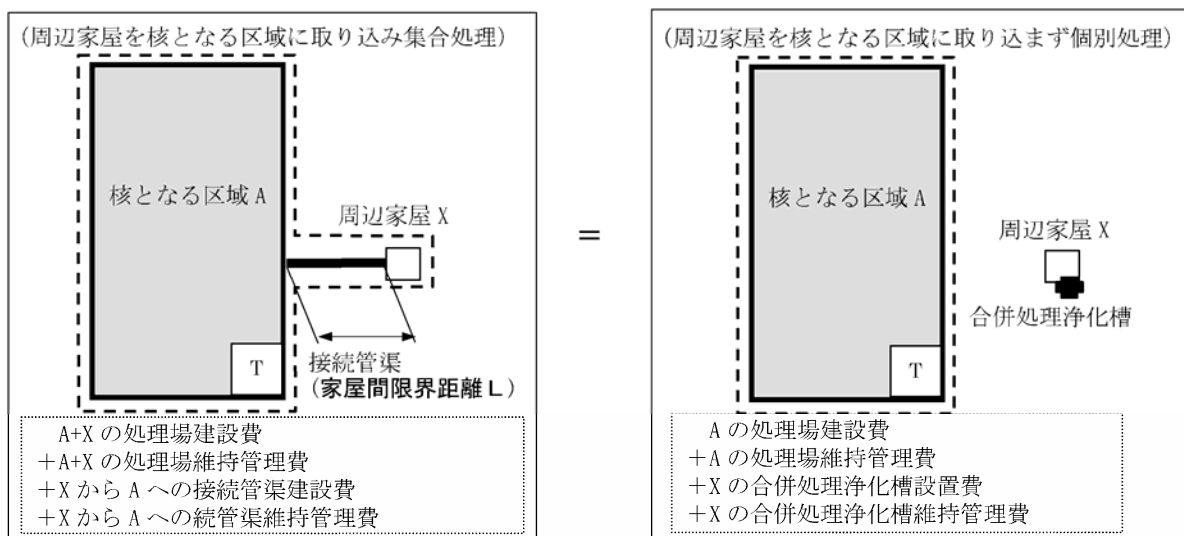 (周辺家屋を核となる区域に取り込み集合処理)
核となる区域 A
周辺家屋 X
T
接続管渠
(家屋間限界距離L)
A+X の処理場建設費
+A+X の処理場維持管理費
+X から A への接続管渠建設費
+X から A への続管渠維持管理費
=
(周辺家屋を核となる区域に取り込まず個別処理)
核となる区域 A
周辺家屋 X
合併処理浄化槽
T
A の処理場建設費
+A の処理場維持管理費
+X の合併処理浄化槽設置費
+X の合併処理浄化槽維持管理費